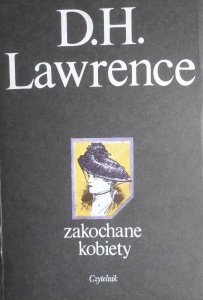 D.H.
Lawrence
zakochane
kobiety
Czytelnik